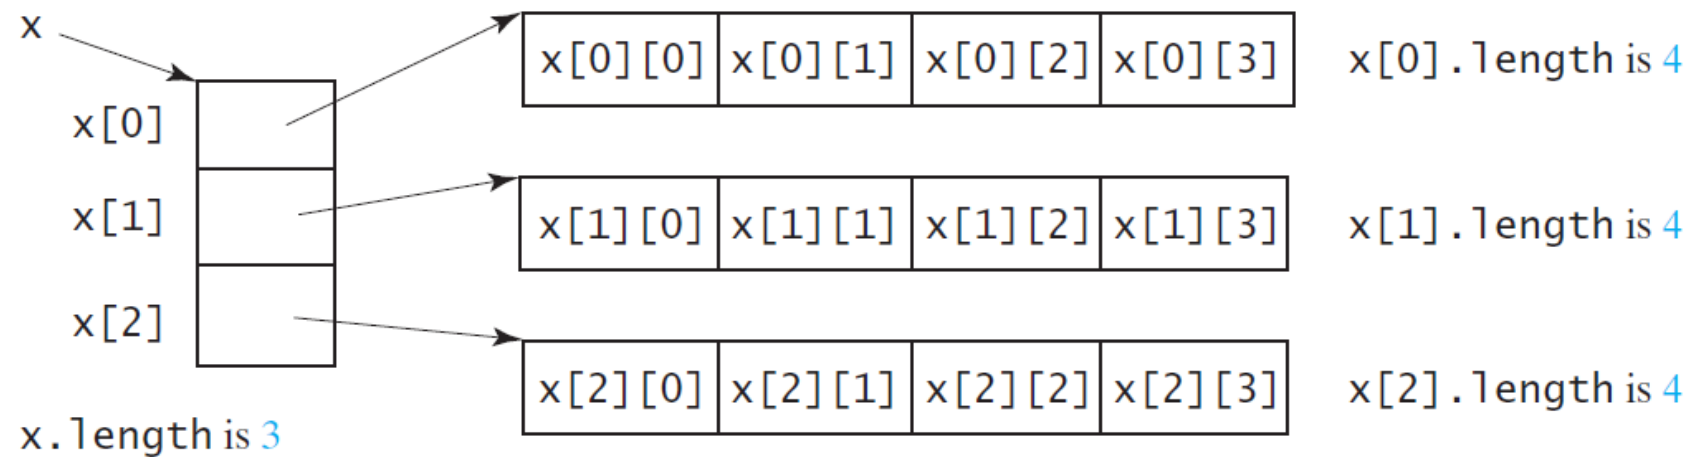 x
x[0][0] x[0][1] x[0][2] x[0][3] x[0].length is 4
x[0]
x[1]
x[1][0] x[1][1] x[1][2] x[1][3] x[1].length is 4
x[2]
x[2][0] x[2][1] x[2][2] x[2][3] x[2].length is 4
x.length is 3